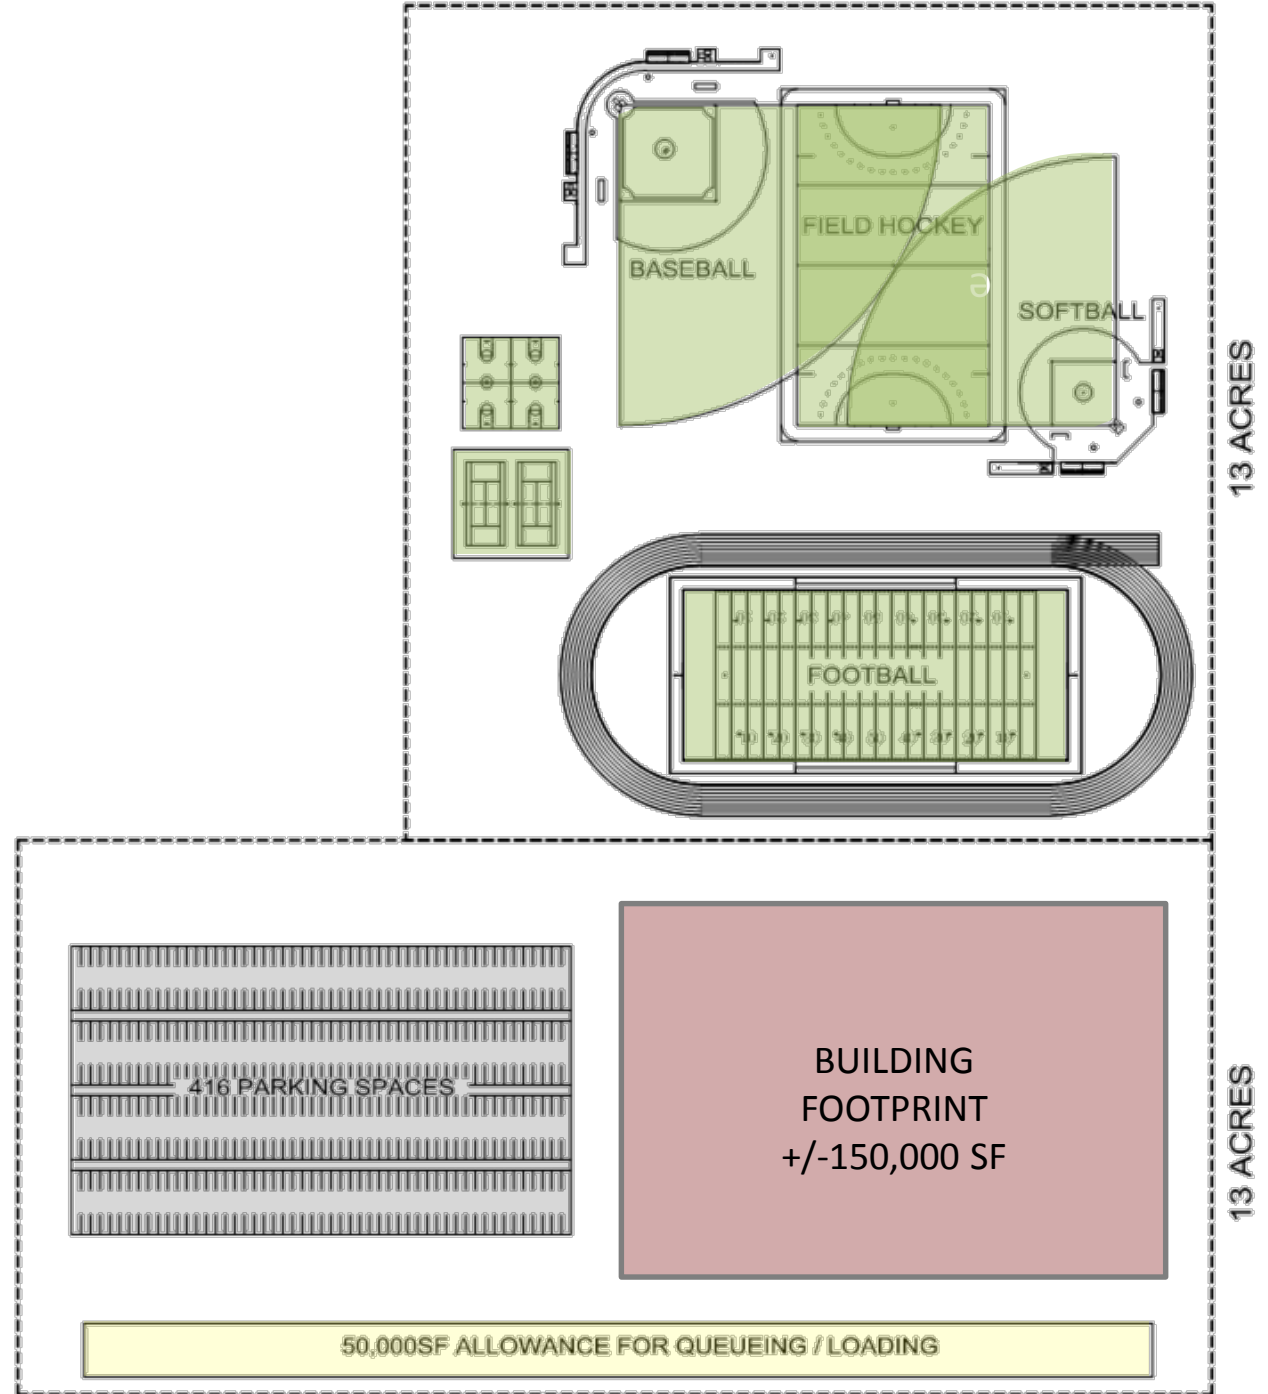 BASEBALL
FIELD HOCKEY
e
SOFTBALL
13 ACRES
FOOTBALL
416 PARKING SPACES
BUILDING
FOOTPRINT
+/-150,000 SF
13 ACRES
50,000SF ALLOWANCE FOR QUEUEING / LOADING